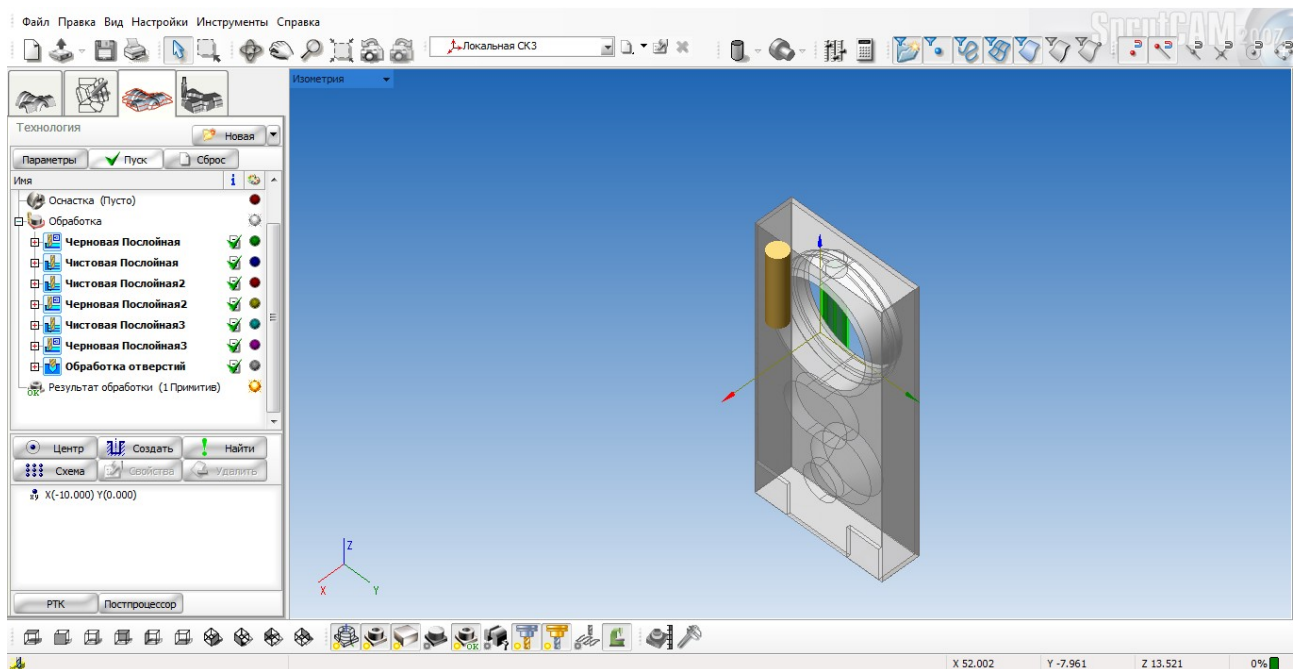 Файл Правка Вид Настройки Инструменты Справка
SprutCAM 2007
Локальная СК3
Изометрия
Технология
Новая
Параметры Пуск Сброс
Имя
Оснастка (Пусто)
Обработка
Черновая Послойная
Чистовая Послойная
Чистовая Послойная2
Черновая Послойная2
Чистовая Послойная3
Черновая Послойная3
Обработка отверстий
Результат обработки (1 Примитив)
Центр Создать Найти
Схема Свойства Удалить
X(-10.000) Y(0.000)
Z
X Y
РТК Постпроцессор
X 52.002 Y -7.961 Z 13.521 0%